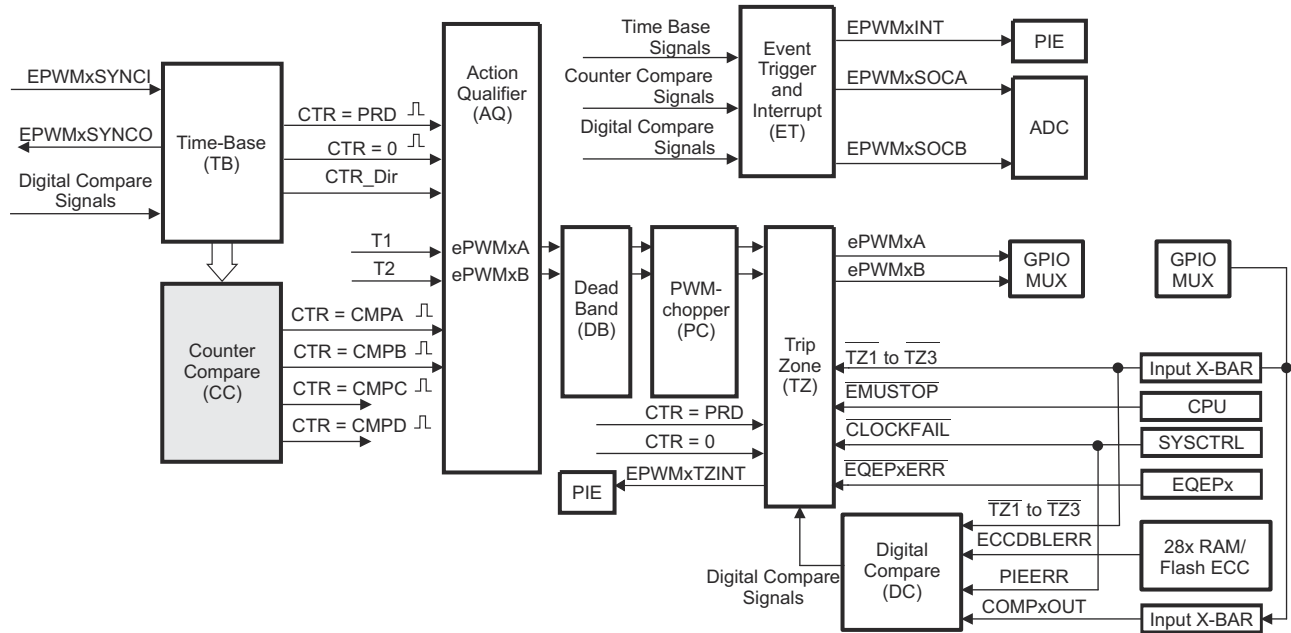 EPWMxSYNCI
EPWMxSYNCO
Digital Compare
Signals
Time-Base
(TB)
CTR = PRD
CTR = 0
CTR_Dir
T1
T2
Counter
Compare
(CC)
CTR = CMPA
CTR = CMPB
CTR = CMPC
CTR = CMPD
Action
Qualifier
(AQ)
ePWMxA
ePWMxB
Time Base
Signals
Counter Compare
Signals
Digital Compare
Signals
Event
Trigger
and
Interrupt
(ET)
EPWMxINT
EPWMxSOCA
EPWMxSOCB
PIE
ADC
Dead
Band
(DB)
PWM-
chopper
(PC)
CTR = PRD
CTR = 0
EPWMxTZINT
PIE
Trip
Zone
(TZ)
ePWMxA
ePWMxB
GPIO
MUX
GPIO
MUX
TZ1 to TZ3
EMUSTOP
CLOCKFAIL
EQEPxERR
Input X-BAR
CPU
SYSCTRL
EQEPx
TZ1 to TZ3
ECCDBLERR
PIEERR
COMPxOUT
28x RAM/
Flash ECC
Input X-BAR
Digital
Compare
(DC)
Digital Compare
Signals